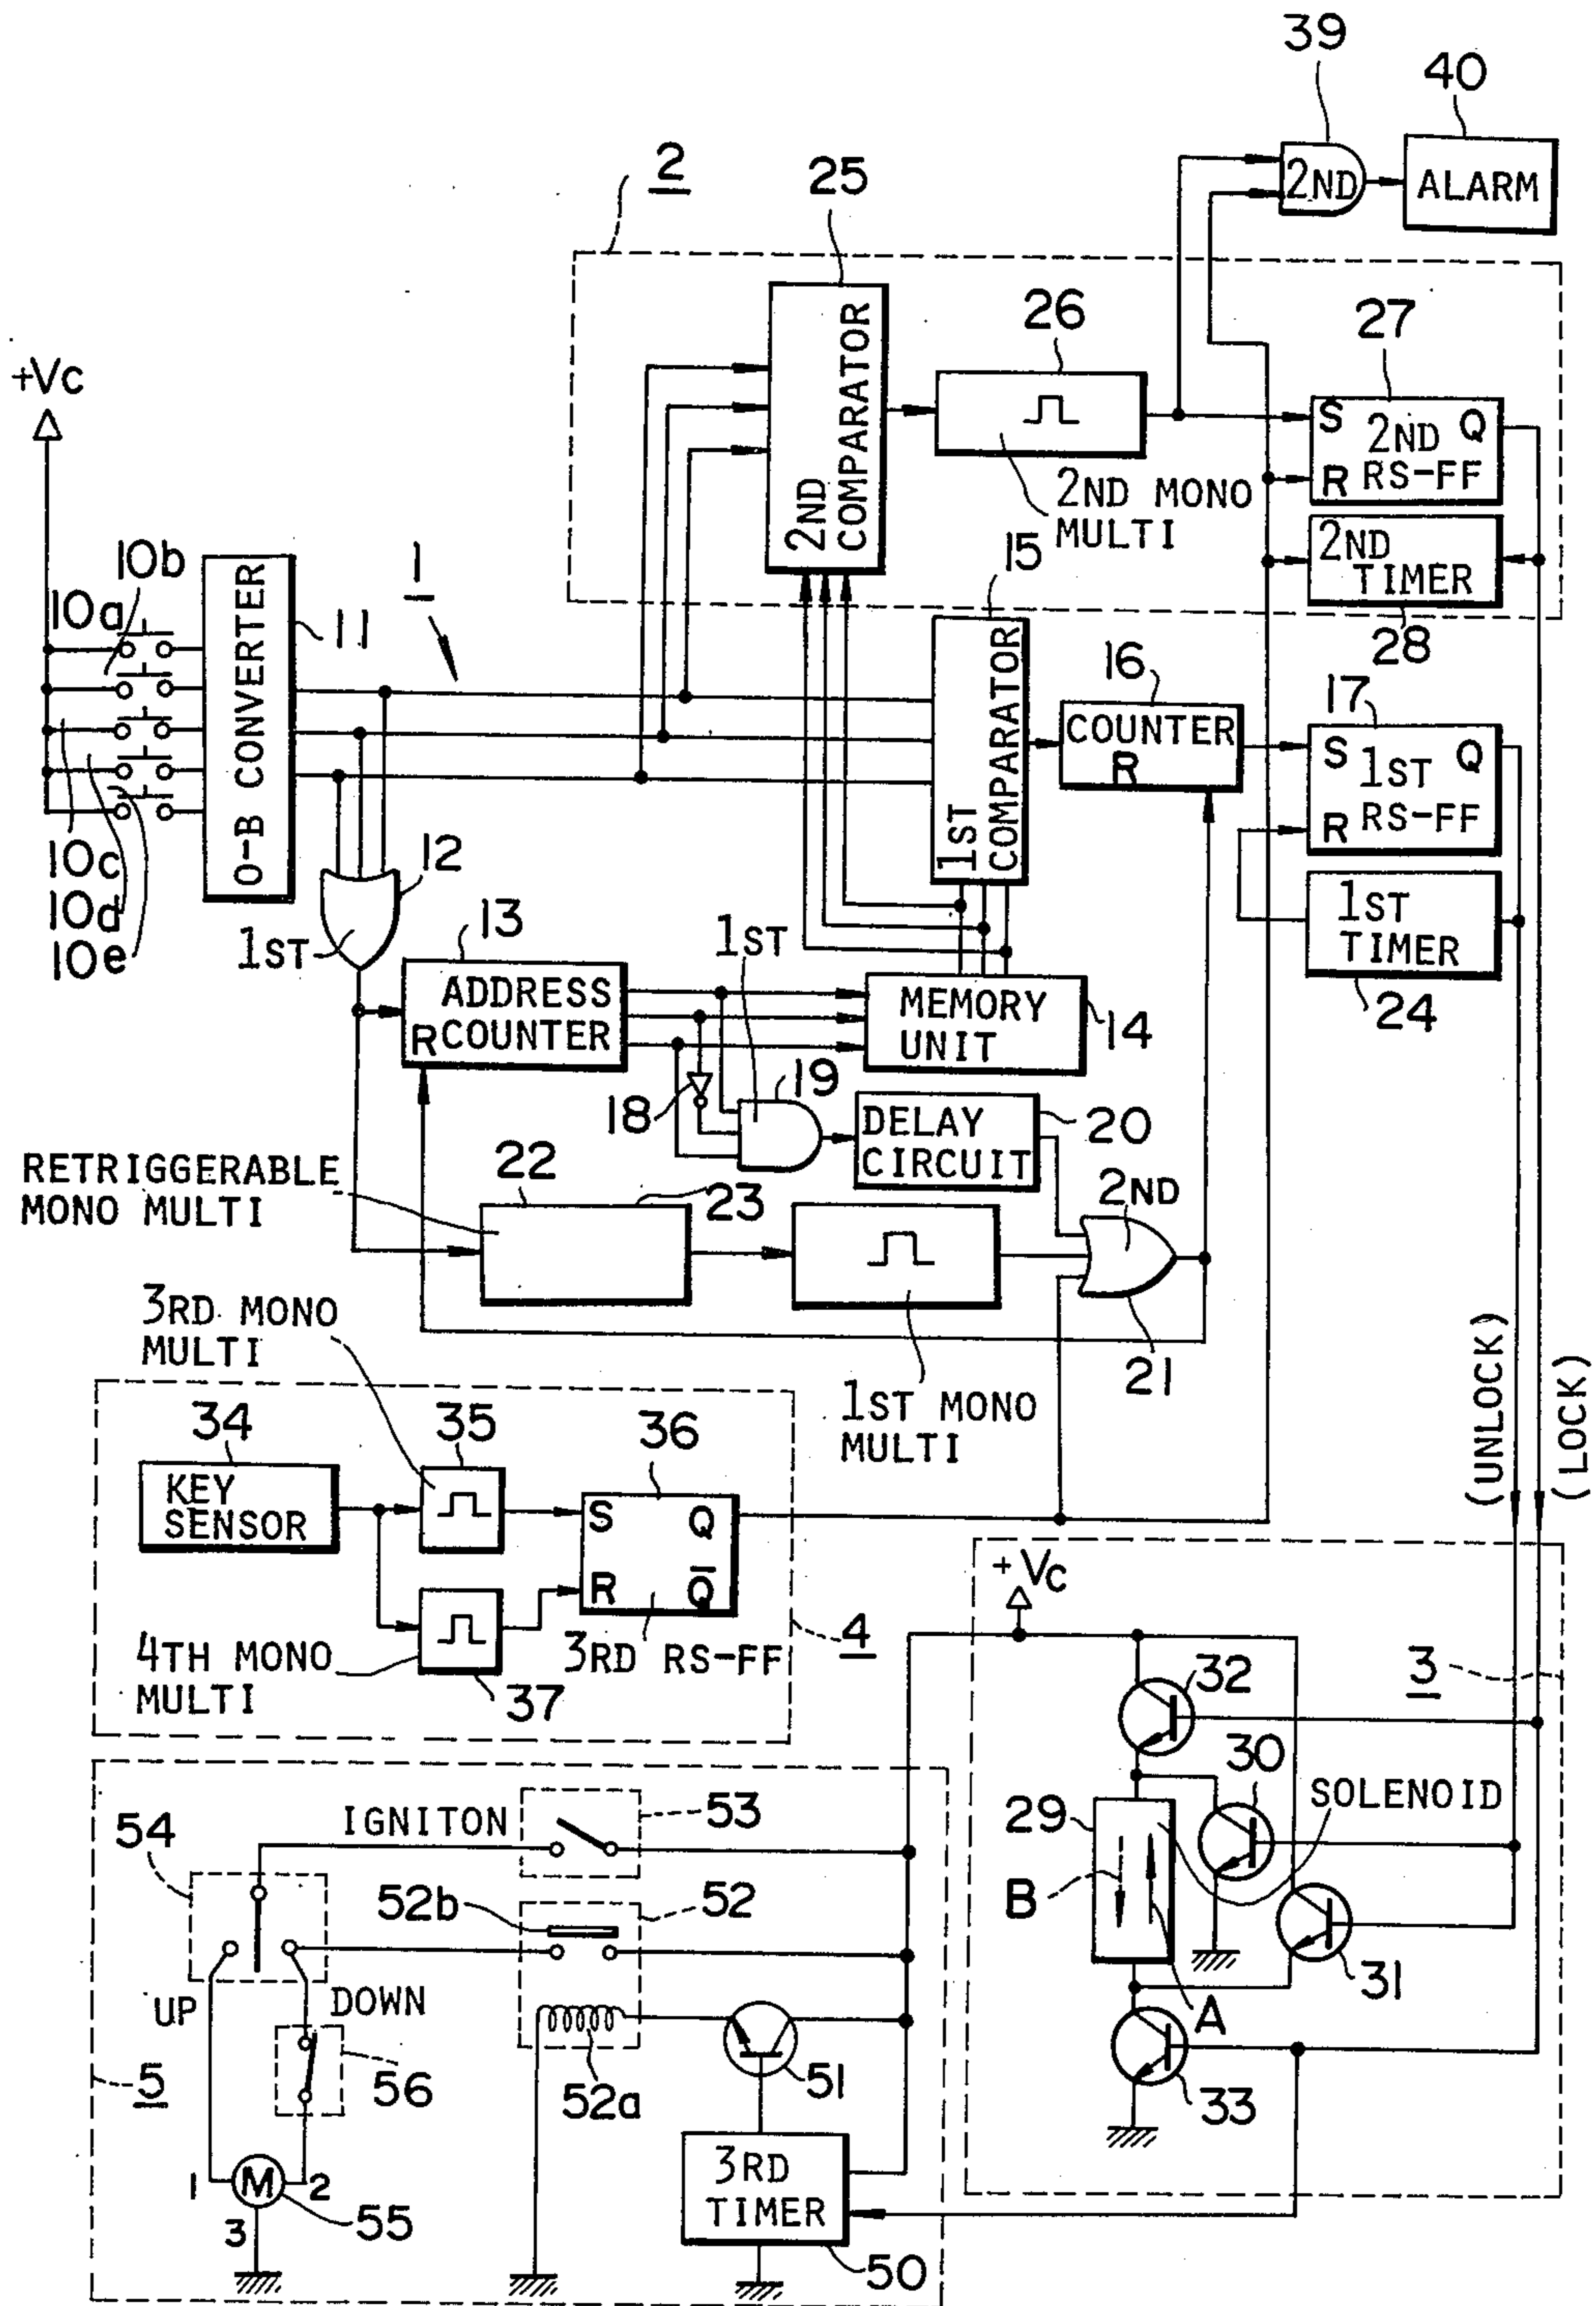 39
40
2ND
ALARM
2
25
2ND COMPARATOR
26
2ND MONO
MULTI
27
S
2ND
Q
R
RS-FF
2ND
TIMER
28
+Vc
10a
10b
10c
10d
10e
O-B CONVERTER
11
1
15
1ST COMPARATOR
16
COUNTER
R
17
S
1ST
Q
R
RS-FF
1ST
TIMER
24
12
1ST
13
ADDRESS
R COUNTER
MEMORY
UNIT
14
1ST
18
19
DELAY
CIRCUIT
20
2ND
21
RETRIGGERABLE
MONO MULTI
22
23
1ST MONO
MULTI
3RD MONO
MULTI
34
KEY
SENSOR
35
36
S
Q
R
Q̅
3RD RS-FF
4TH MONO
MULTI
37
4
(UNLOCK)
(LOCK)
+Vc
3
32
30
SOLENOID
29
B
A
31
33
54
IGNITON
53
52b
52
UP
DOWN
52a
51
5
56
1
M
2
3
55
3RD
TIMER
50